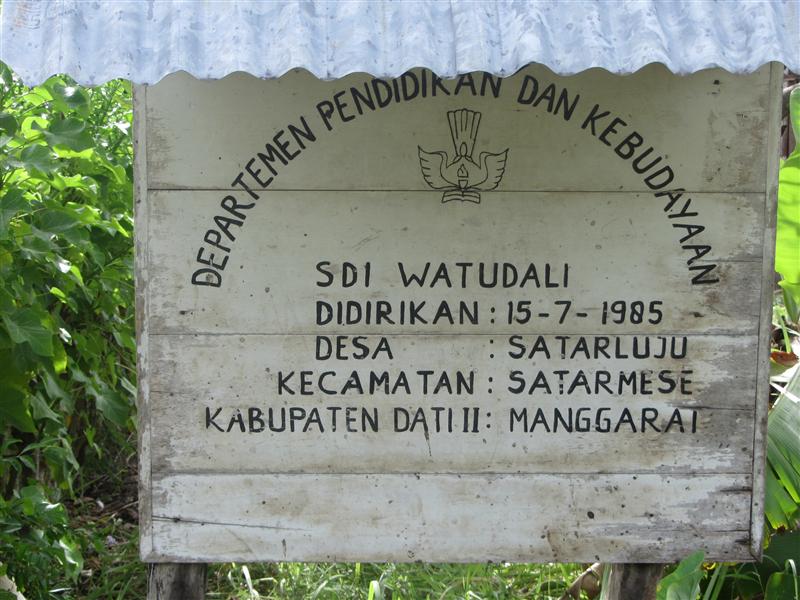 DEPARTEMEN PENDIDIKAN DAN KEBUDAYAAN
SDI WATUDALI
DIDIRIKAN : 15-7-1985
DESA : SATARLUJU
KECAMATAN : SATARMESE
KABUPATEN DATI II : MANGGARAI